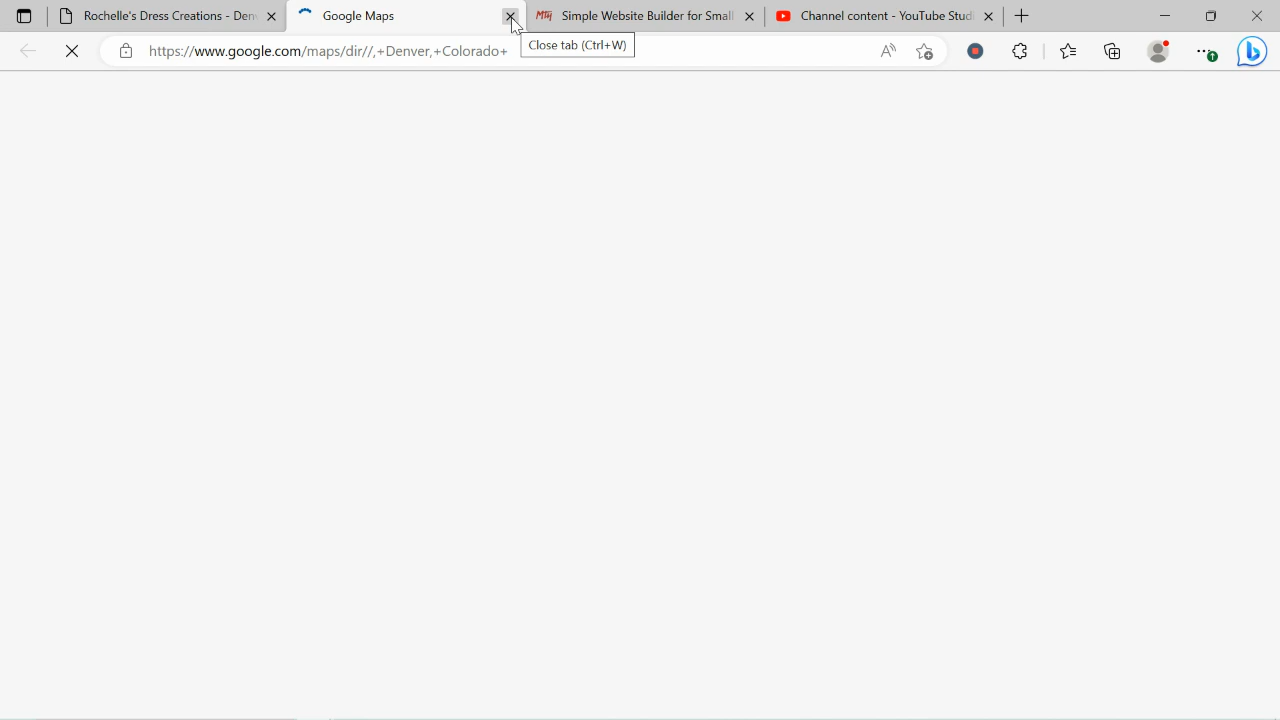 Rochelle's Dress Creations - Den
Google Maps
Simple Website Builder for Small
Channel content - YouTube Studi
https://www.google.com/maps/dir//,+Denver,+Colorado+
Close tab (Ctrl+W)